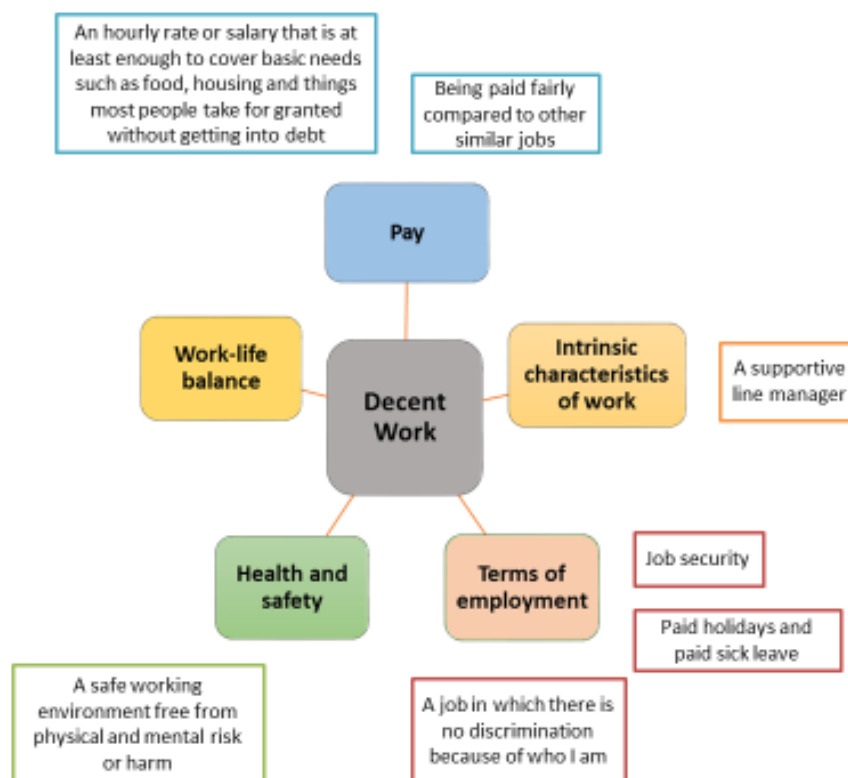 An hourly rate or salary that is at
least enough to cover basic needs
such as food, housing and things
most people take for granted
without getting into debt
Being paid fairly
compared to other
similar jobs
Pay
Work-life
balance
Intrinsic
characteristics
of work
A supportive
line manager
Decent
Work
Health and
safety
Terms of
employment
Job security
Paid holidays and
paid sick leave
A safe working
environment free from
physical and mental risk
or harm
A job in which there is
no discrimination
because of who I am